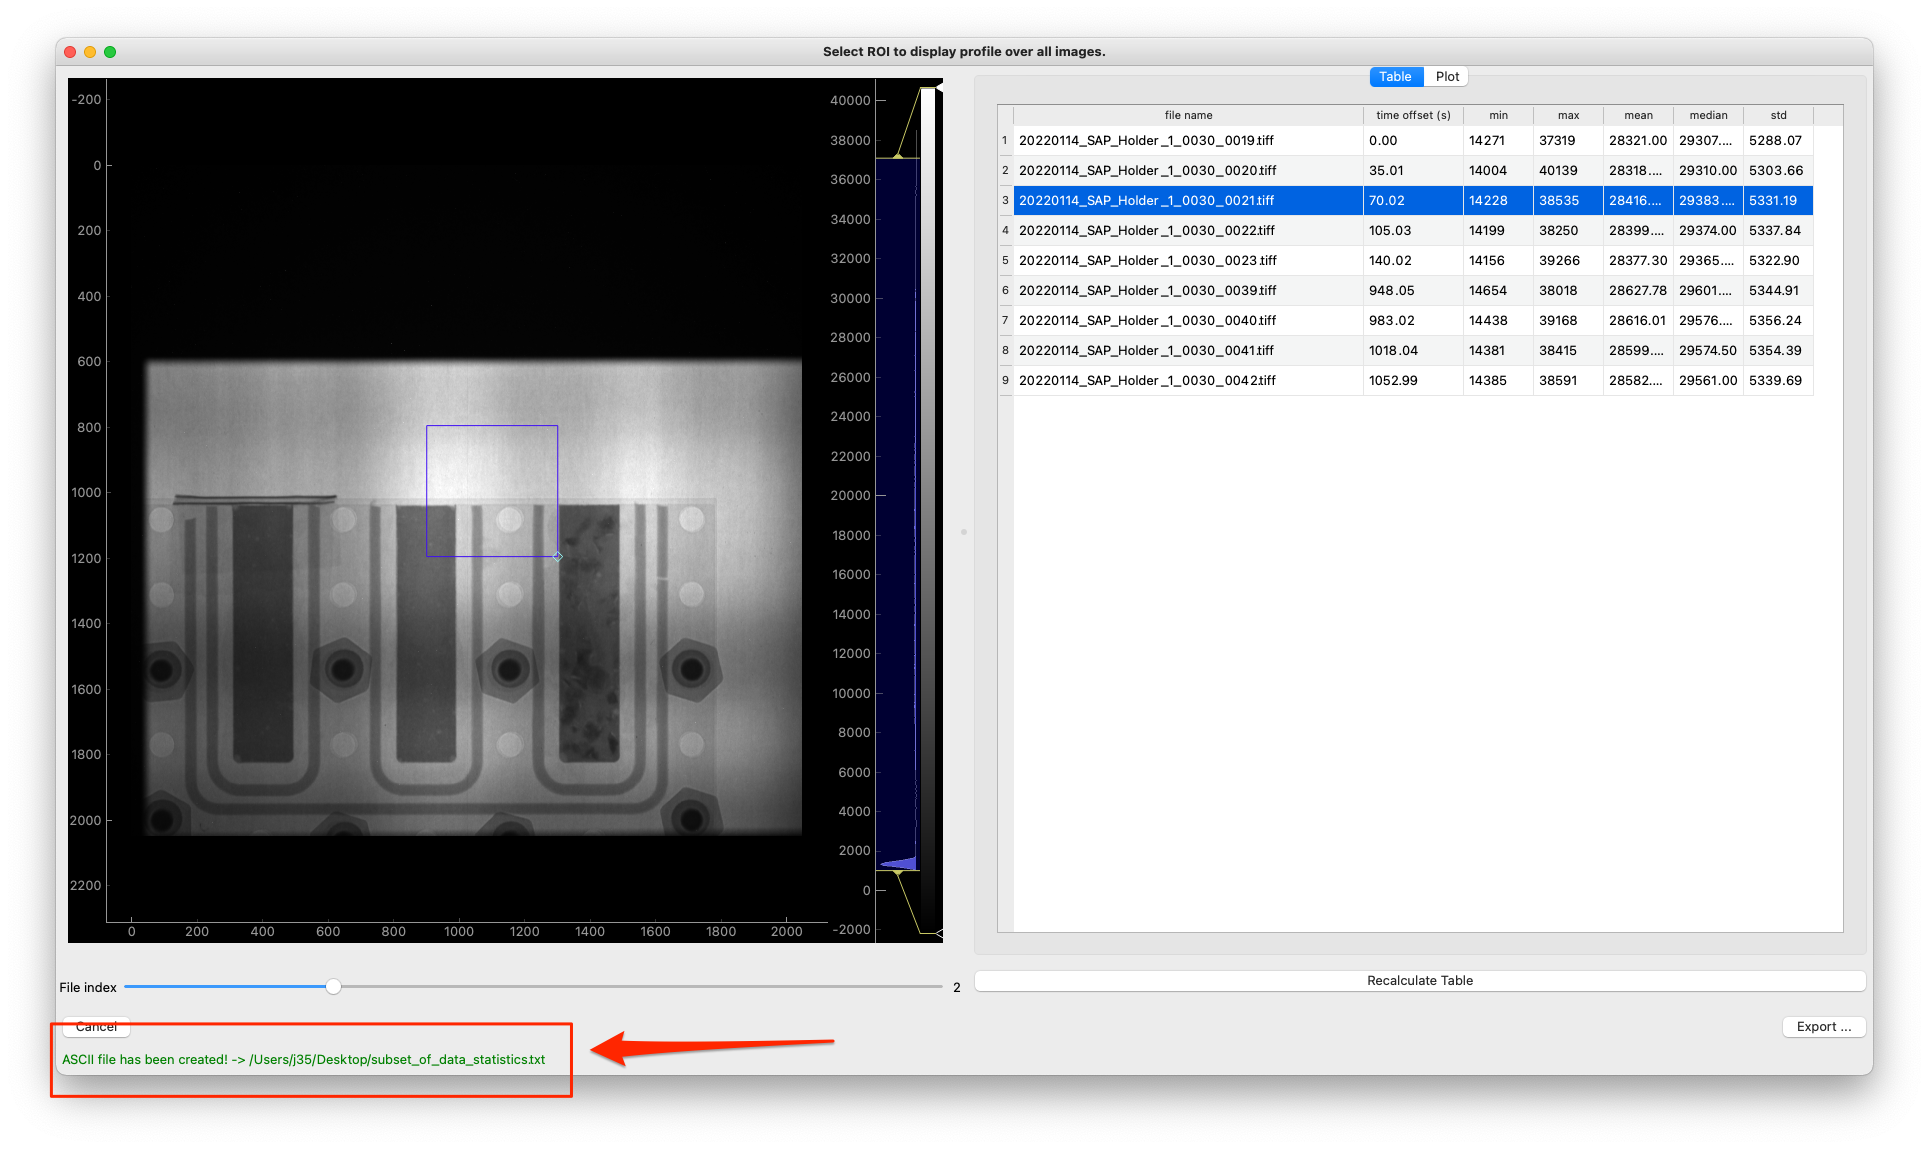 Select ROI to display profile over all images.
Table Plot
-200
0
200
400
600
800
1000
1200
1400
1600
1800
2000
2200
0 200 400 600 800 1000 1200 1400 1600 1800 2000
40000
38000
36000
34000
32000
30000
28000
26000
24000
22000
20000
18000
16000
14000
12000
10000
8000
6000
4000
2000
0
-2000
file name time offset (s) min max mean median std
1 20220114_SAP_Holder_1_0030_0019.tiff 0.00 14271 37319 28321.00 29307.... 5288.07
2 20220114_SAP_Holder_1_0030_0020.tiff 35.01 14004 40139 28318.... 29310.00 5303.66
3 20220114_SAP_Holder_1_0030_0021.tiff 70.02 14228 38535 28416.... 29383.... 5331.19
4 20220114_SAP_Holder_1_0030_0022.tiff 105.03 14199 38250 28399.... 29374.00 5337.84
5 20220114_SAP_Holder_1_0030_0023.tiff 140.02 14156 39266 28377.30 29365.... 5322.90
6 20220114_SAP_Holder_1_0030_0039.tiff 948.05 14654 38018 28627.78 29601.... 5344.91
7 20220114_SAP_Holder_1_0030_0040.tiff 983.02 14438 39168 28616.01 29576.... 5356.24
8 20220114_SAP_Holder_1_0030_0041.tiff 1018.04 14381 38415 28599.... 29574.50 5354.39
9 20220114_SAP_Holder_1_0030_0042.tiff 1052.99 14385 38591 28582.... 29561.00 5339.69
File index 2
Recalculate Table
Cancel
Export ...
ASCII file has been created! -> /Users/j35/Desktop/subset_of_data_statistics.txt